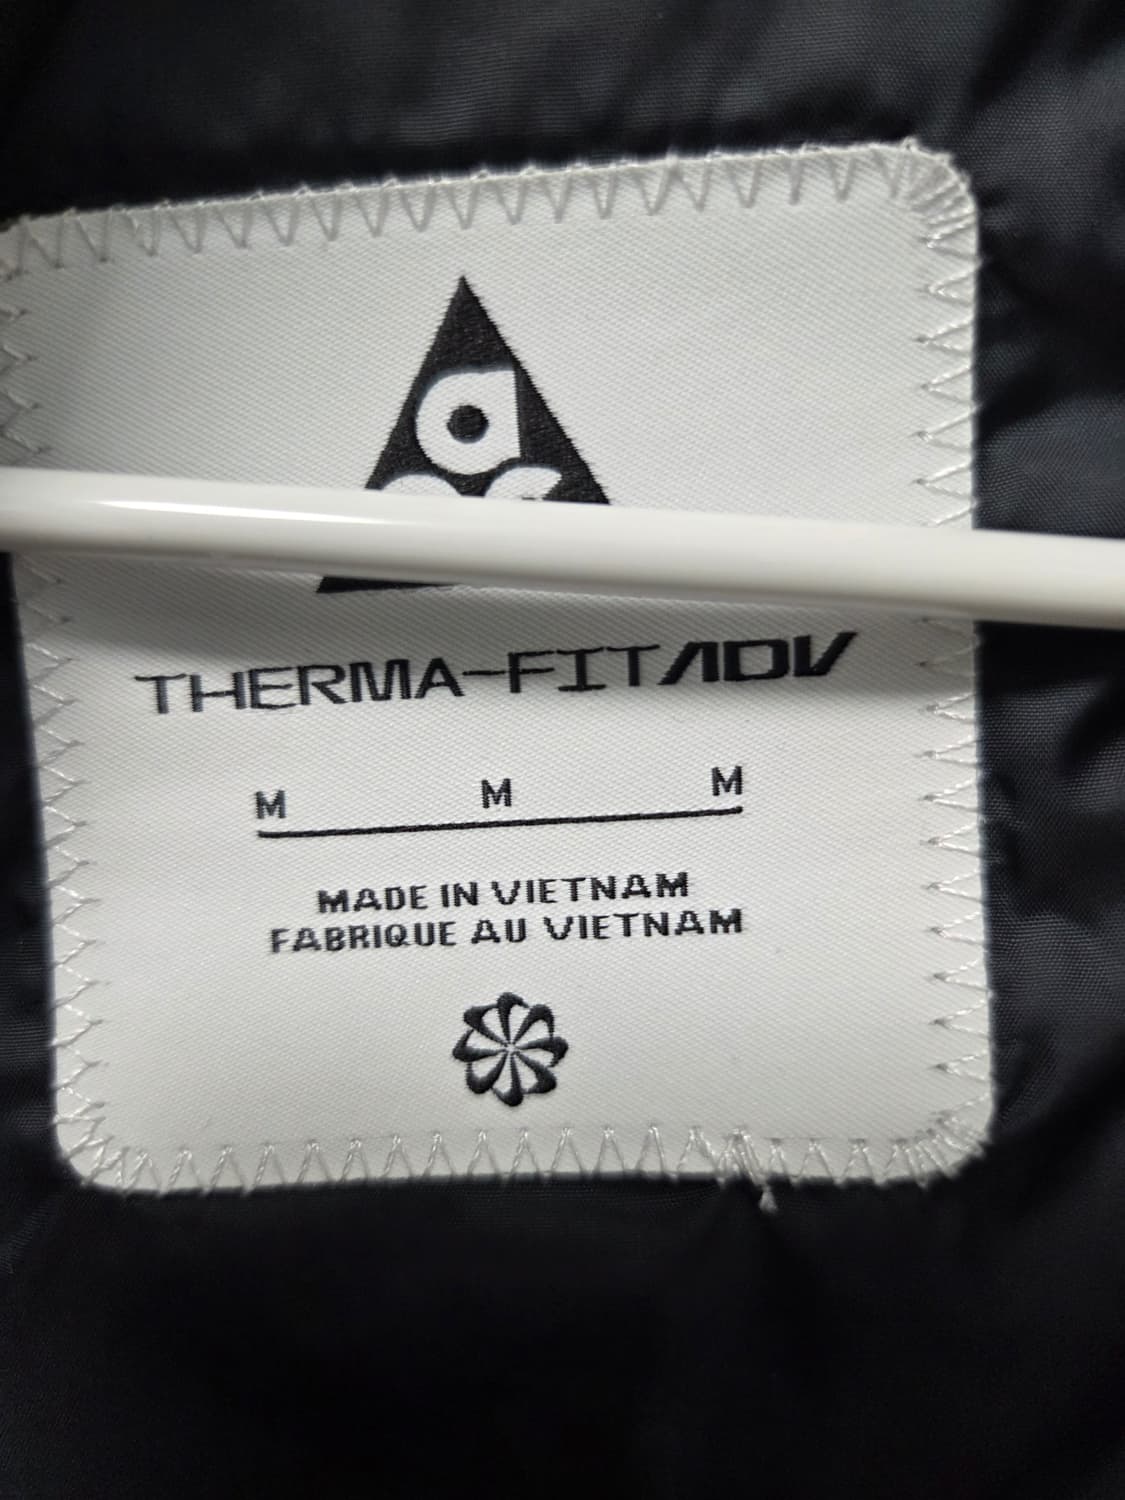 THERMA-FITADV
M M M
MADE IN VIETNAM
FABRIQUE AU VIETNAM